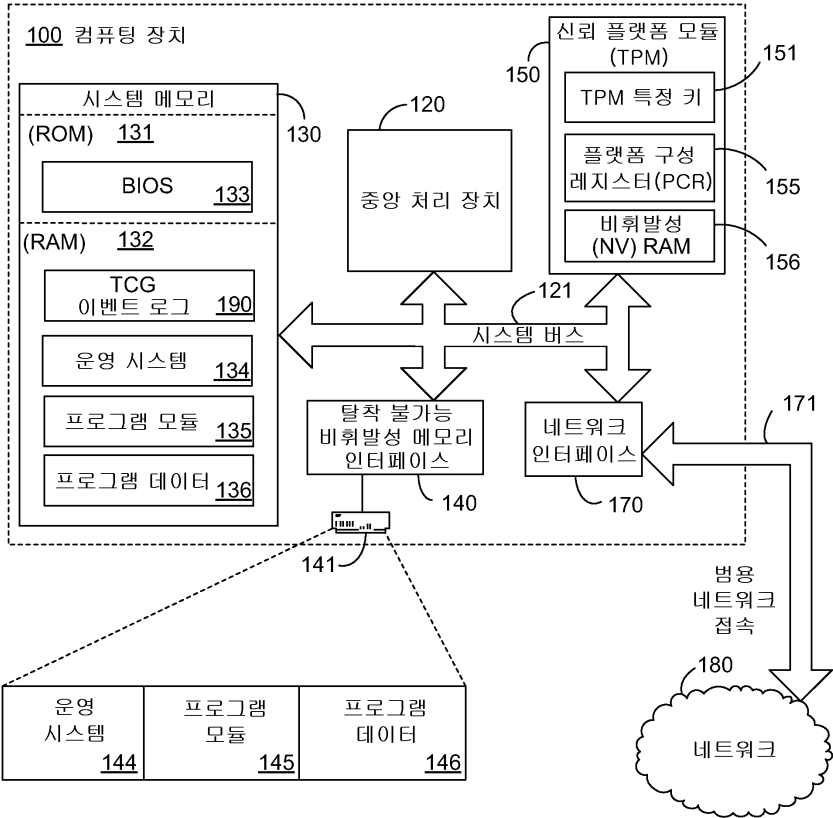 100 컴퓨팅 장치
시스템 메모리
130
(ROM) 131
BIOS 133
(RAM) 132
TCG
이벤트 로그 190
운영 시스템 134
프로그램 모듈 135
프로그램 데이터 136
120
중앙 처리 장치
150
신뢰 플랫폼 모듈
(TPM)
151
TPM 특정 키
플랫폼 구성
레지스터(PCR)
155
비휘발성
(NV) RAM
156
121
시스템 버스
탈착 불가능
비휘발성 메모리
인터페이스
140
네트워크
인터페이스
170
171
141
범용
네트워크
접속
180
네트워크
운영
시스템 144
프로그램
모듈 145
프로그램
데이터 146